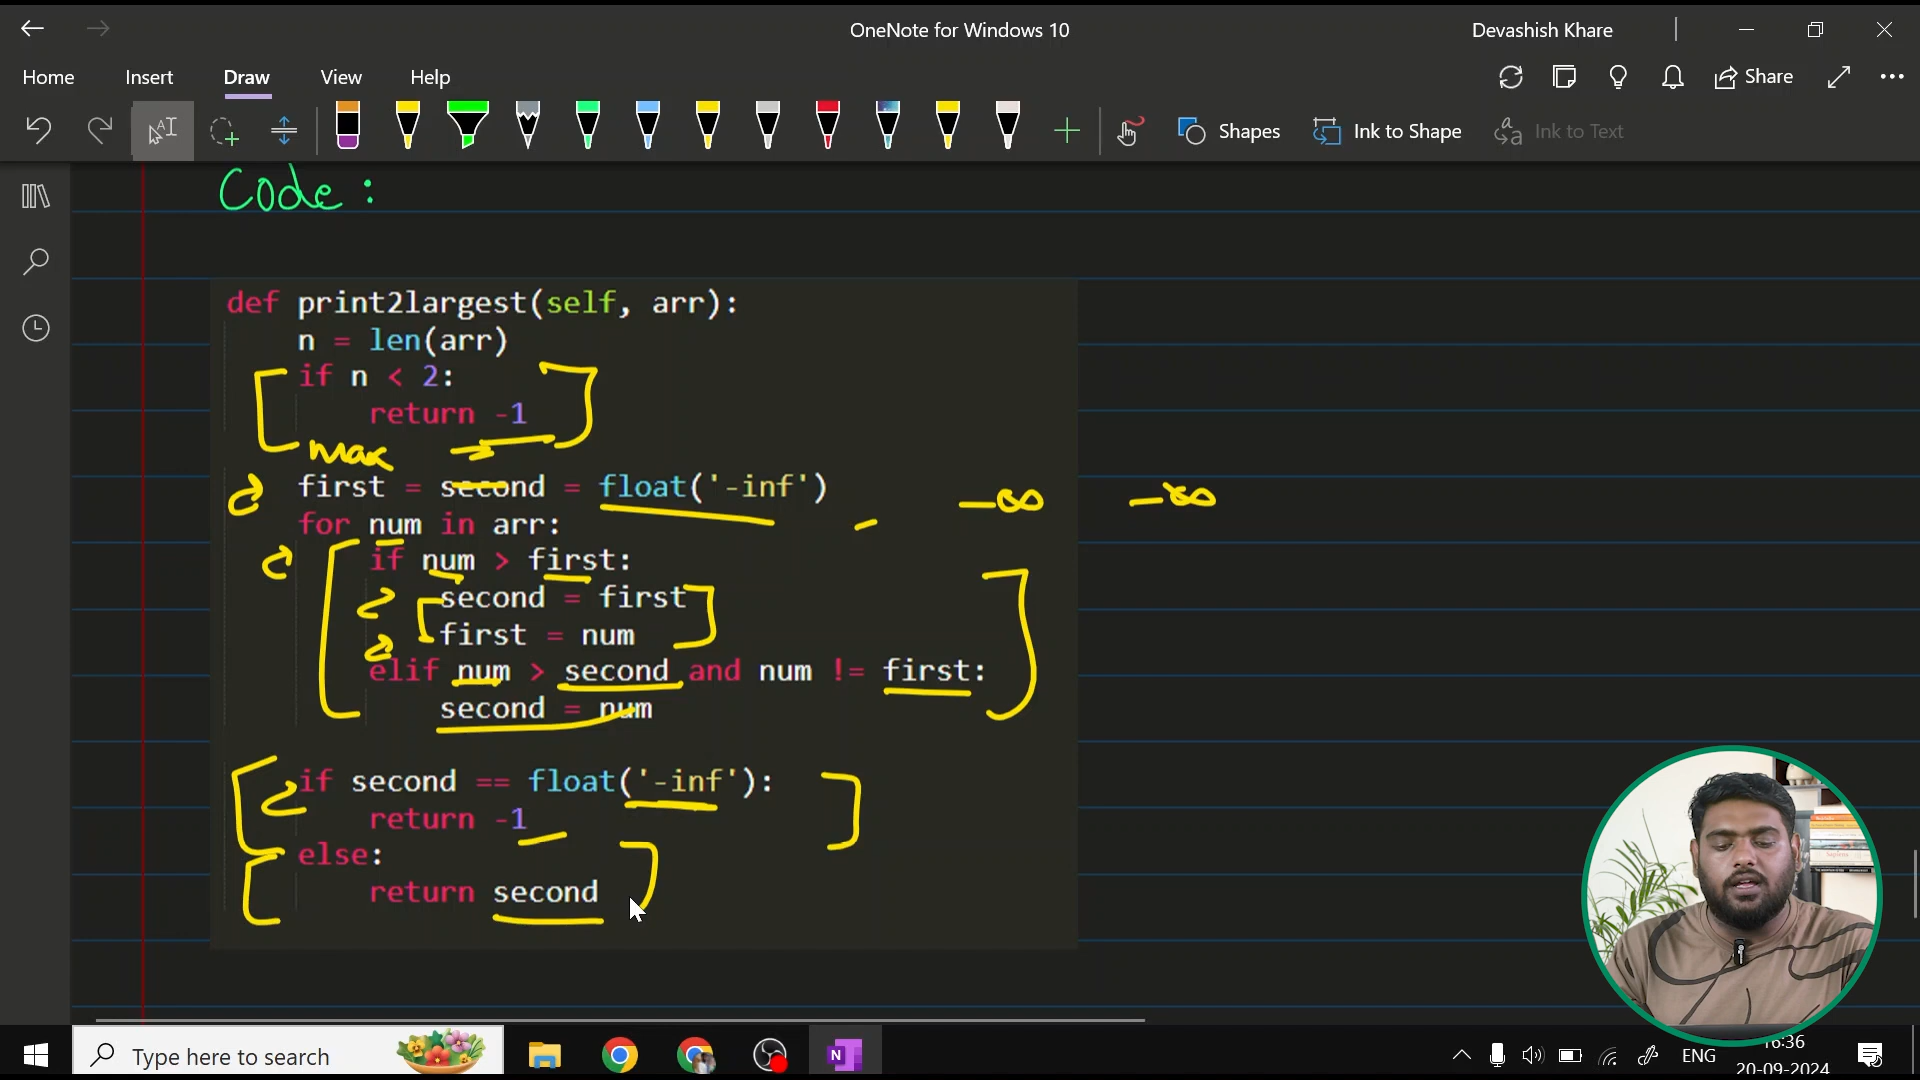 OneNote for Windows 10
Devashish Khare
Home Insert Draw View Help
Share
Shapes Ink to Shape Ink to Text
Code :
def print2largest(self, arr):
n = len(arr)
if n < 2:
return -1
max
first = second = float('-inf')
-∞ -∞
for num in arr:
if num > first:
second = first
first = num
elif num > second and num != first:
second = num
if second == float('-inf'):
return -1
else:
return second
Type here to search
N
ENG
16:36
20-09-2024